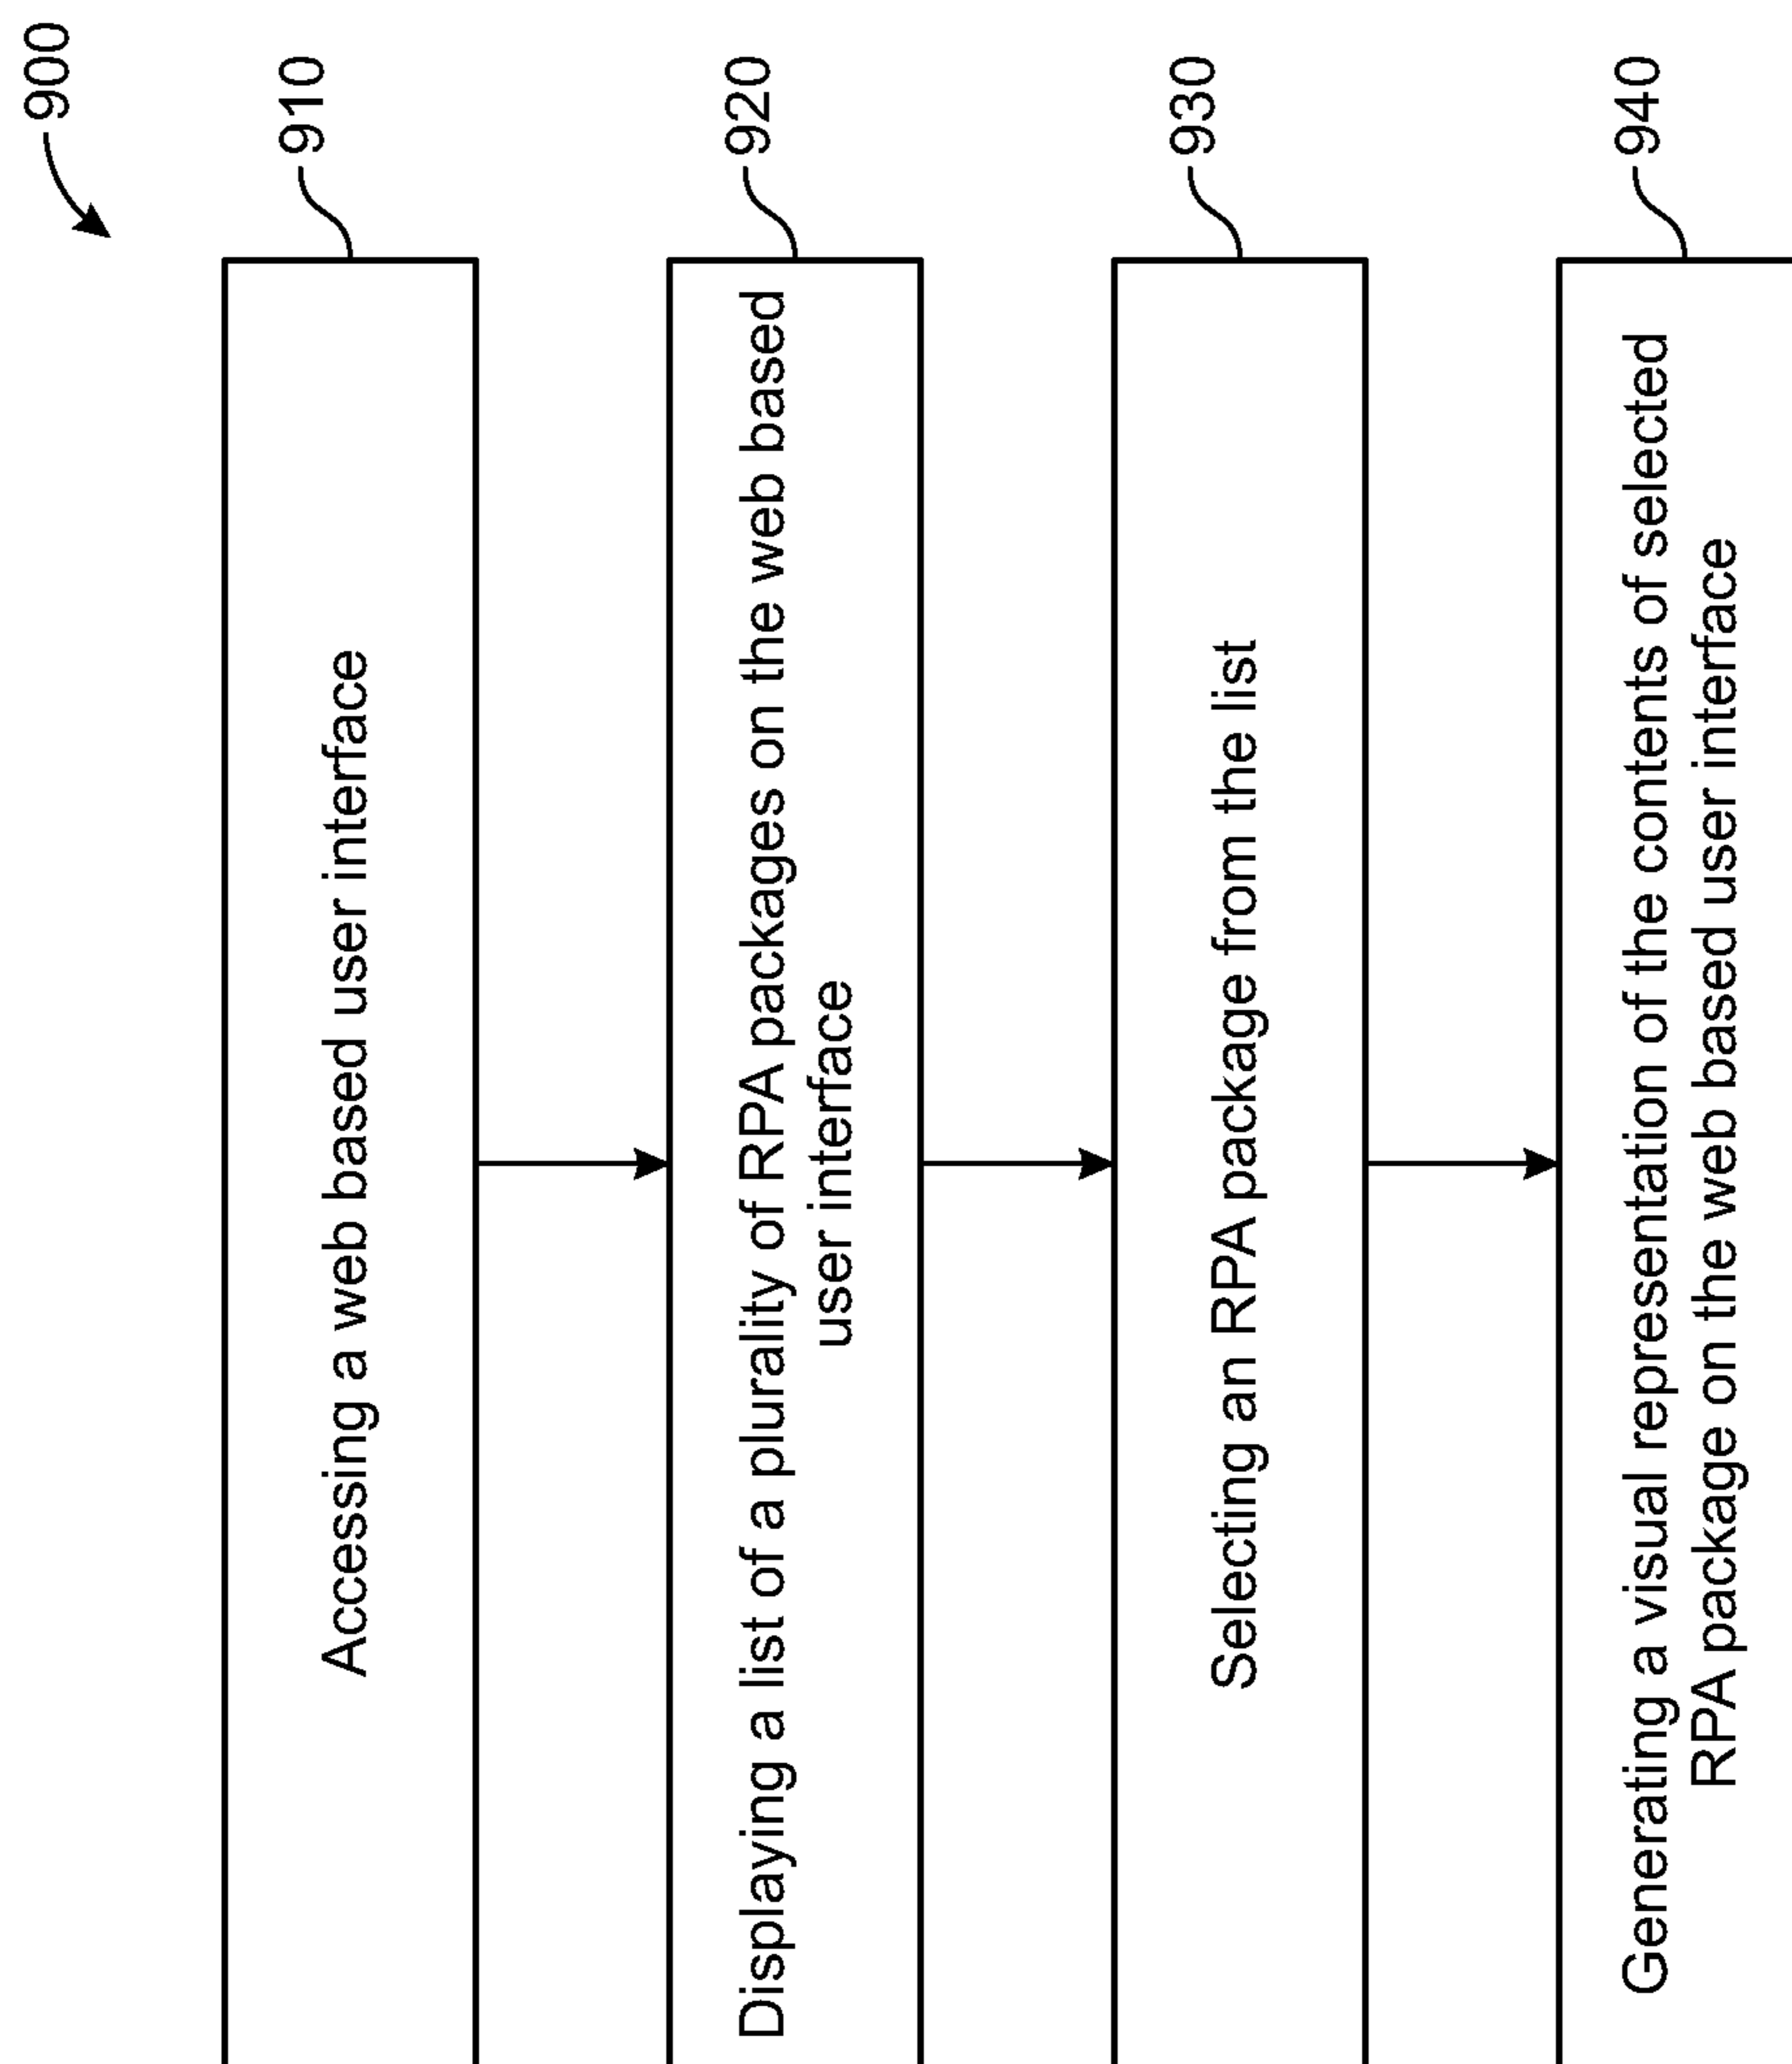 900
910
Accessing a web based user interface
920
Displaying a list of a plurality of RPA packages on the web based
user interface
930
Selecting an RPA package from the list
940
Generating a visual representation of the contents of selected
RPA package on the web based user interface